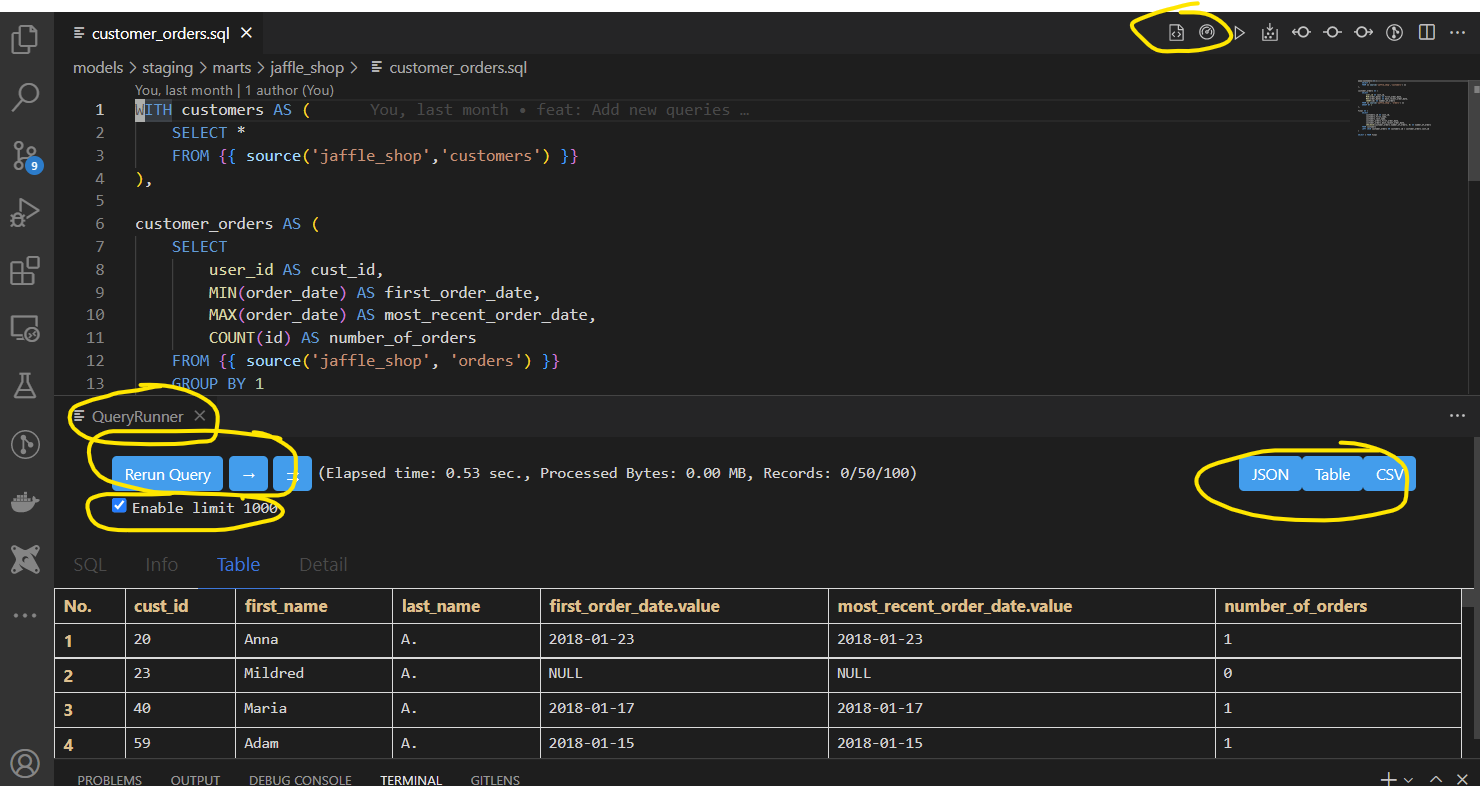 customer_orders.sql
models > staging > marts > jaffle_shop > customer_orders.sql
You, last month | 1 author (You)
1 WITH customers AS ( You, last month • feat: Add new queries …
2 SELECT *
3 FROM {{ source('jaffle_shop','customers') }}
4 ),
5
6 customer_orders AS (
7 SELECT
8 user_id AS cust_id,
9 MIN(order_date) AS first_order_date,
10 MAX(order_date) AS most_recent_order_date,
11 COUNT(id) AS number_of_orders
12 FROM {{ source('jaffle_shop', 'orders') }}
13 GROUP BY 1
9
QueryRunner
Rerun Query → (Elapsed time: 0.53 sec., Processed Bytes: 0.00 MB, Records: 0/50/100) JSON Table CSV
Enable limit 1000
SQL Info Table Detail
No. cust_id first_name last_name first_order_date.value most_recent_order_date.value number_of_orders
1 20 Anna A. 2018-01-23 2018-01-23 1
2 23 Mildred A. NULL NULL 0
3 40 Maria A. 2018-01-17 2018-01-17 1
4 59 Adam A. 2018-01-15 2018-01-15 1
PROBLEMS OUTPUT DEBUG CONSOLE TERMINAL GITLENS